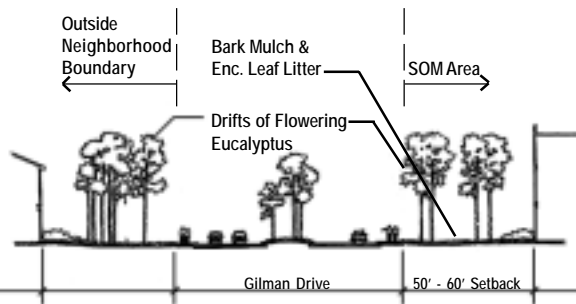 Outside
Neighborhood
Boundary
Bark Mulch &
Enc. Leaf Litter
SOM Area
Drifts of Flowering
Eucalyptus
Gilman Drive
50' - 60' Setback